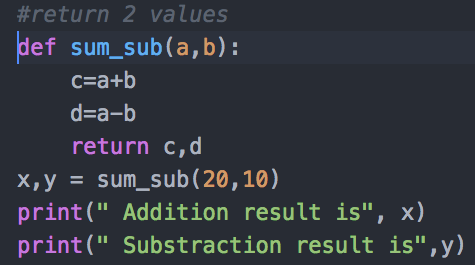 #return 2 values
def sum_sub(a,b):
    c=a+b
    d=a-b
    return c,d
x,y = sum_sub(20,10)
print(" Addition result is", x)
print(" Substraction result is",y)